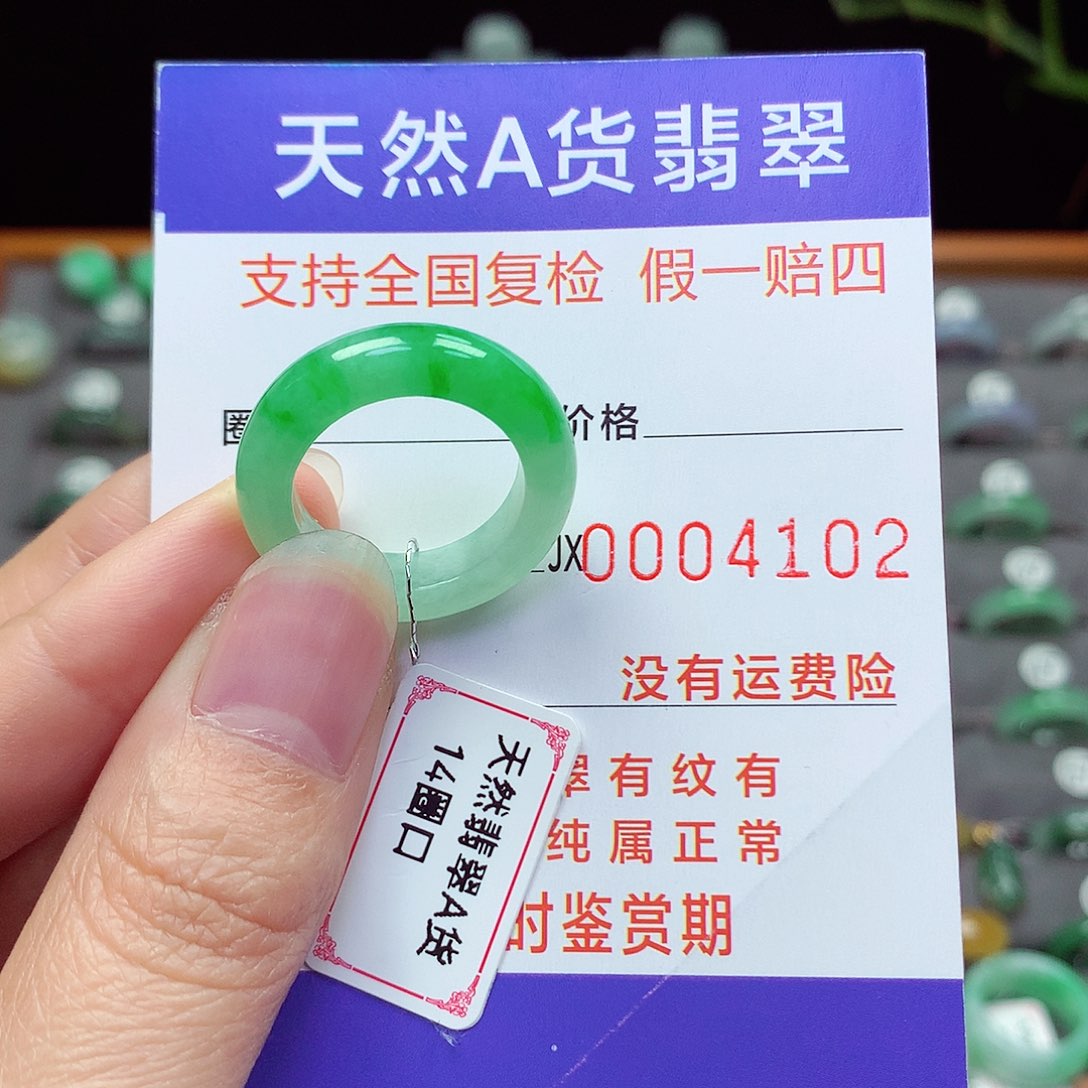 天然A货翡翠
支持全国复检 假一赔四
圈
价格
JX0004102
没有运费险
翠有纹有
纯属正常
时鉴赏期
天然翡翠A货
14圈口